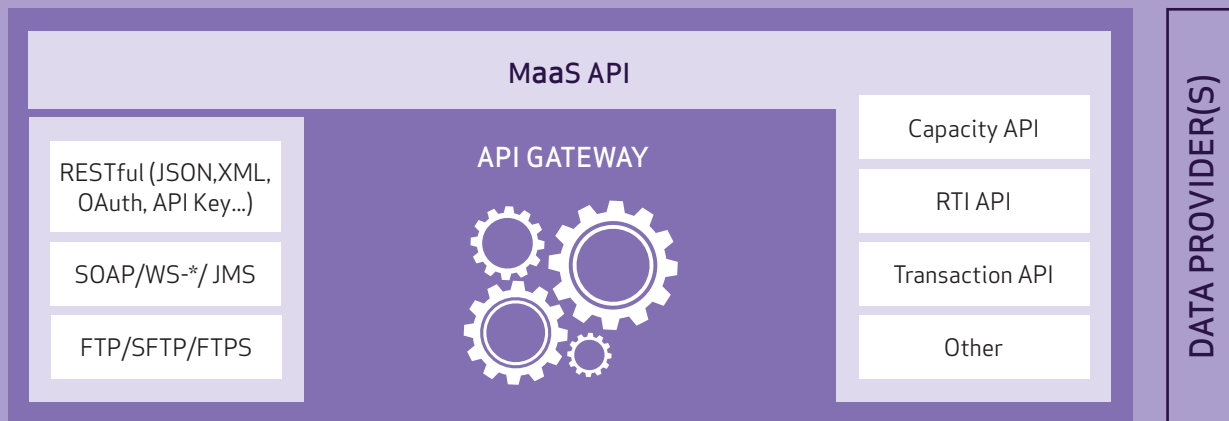 MaaS API
RESTful (JSON,XML,
OAuth, API Key...)
SOAP/WS-*/ JMS
FTP/SFTP/FTPS
API GATEWAY
Capacity API
RTI API
Transaction API
Other
DATA PROVIDER(S)